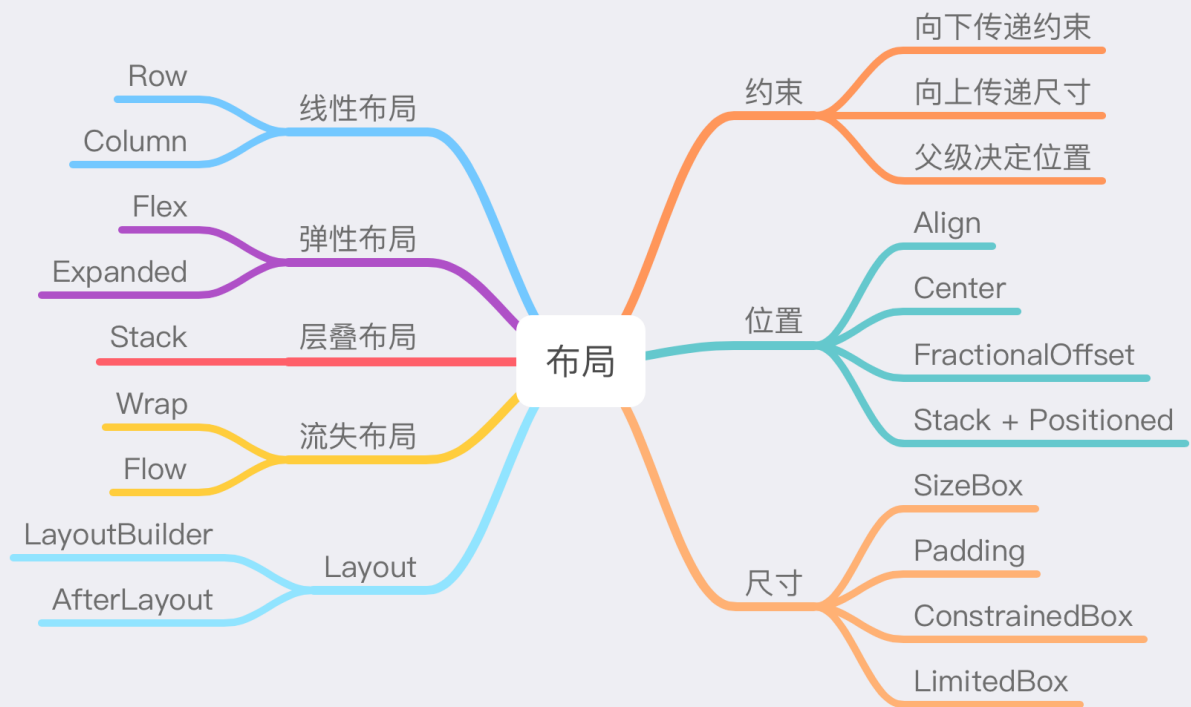 布局
线性布局
Row
Column
弹性布局
Flex
Expanded
层叠布局
Stack
流失布局
Wrap
Flow
Layout
LayoutBuilder
AfterLayout
约束
向下传递约束
向上传递尺寸
父级决定位置
位置
Align
Center
FractionalOffset
Stack + Positioned
尺寸
SizeBox
Padding
ConstrainedBox
LimitedBox